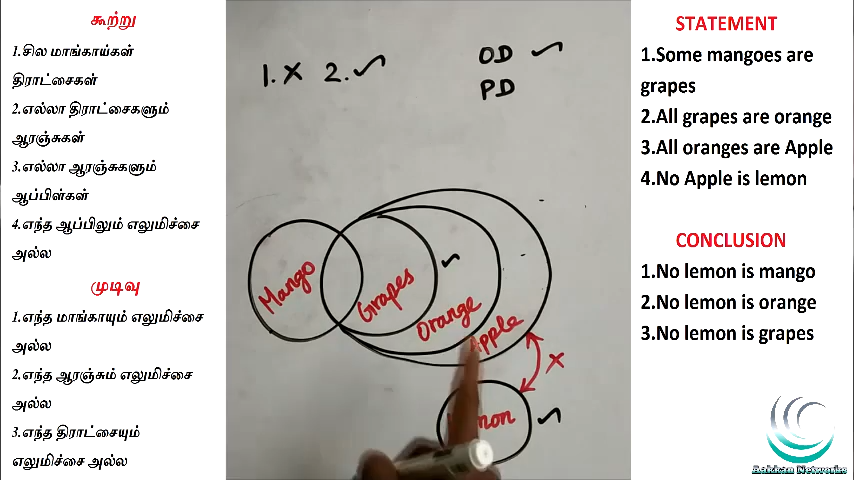 கூற்று
1.சில மாங்காய்கள்
திராட்சைகள்
2.எல்லா திராட்சைகளும்
ஆரஞ்சுகள்
3.எல்லா ஆரஞ்சுகளும்
ஆப்பிள்கள்
4.எந்த ஆப்பிலும் எலுமிச்சை
அல்ல
முடிவு
1.எந்த மாங்காயும் எலுமிச்சை
அல்ல
2.எந்த ஆரஞ்சும் எலுமிச்சை
அல்ல
3.எந்த திராட்சையும்
எலுமிச்சை அல்ல
1. X 2. ✓
OD ✓
PD
Mango
Grapes
Orange
Apple
X
STATEMENT
1.Some mangoes are
grapes
2.All grapes are orange
3.All oranges are Apple
4.No Apple is lemon
CONCLUSION
1.No lemon is mango
2.No lemon is orange
3.No lemon is grapes
Aakkan Networks